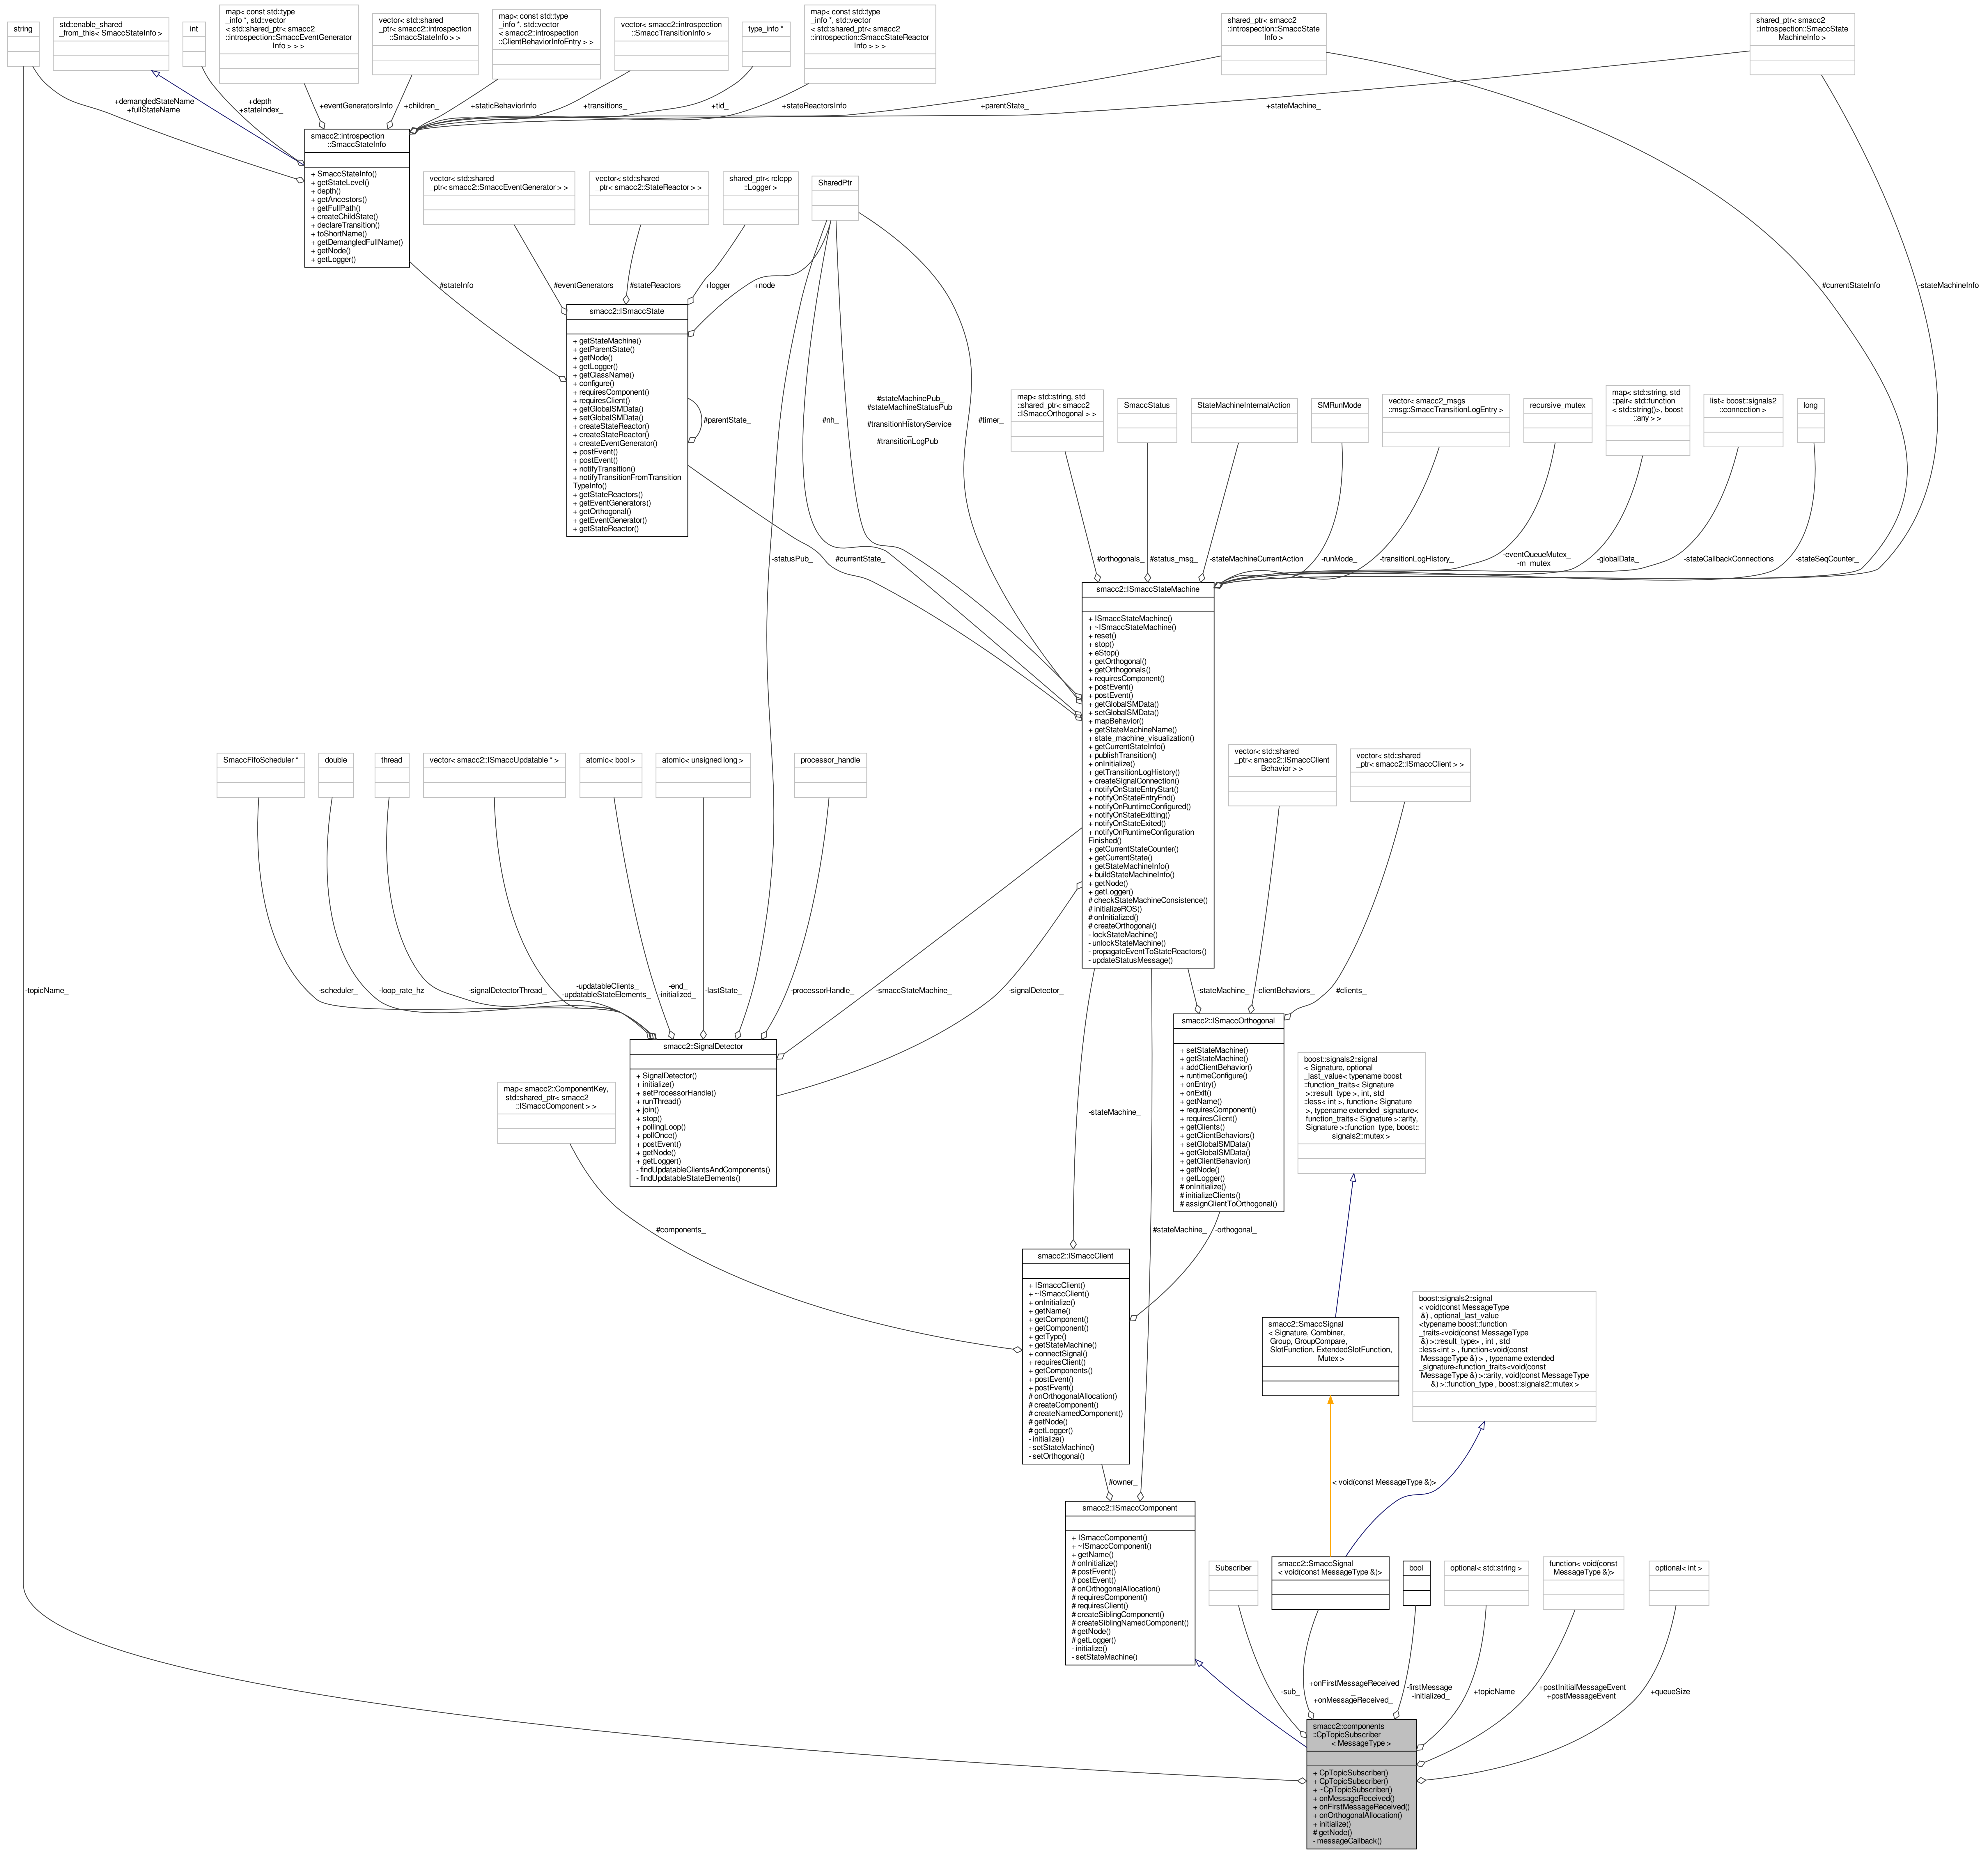 string
std::enable_shared
_from_this< SmaccStateInfo >
int
map< const std::type
_info *, std::vector
< std::shared_ptr< smacc2
::introspection::SmaccEventGenerator
Info > > >
vector< std::shared
_ptr< smacc2::introspection
::SmaccStateInfo > >
map< const std::type
_info *, std::vector
< smacc2::introspection
::ClientBehaviorInfoEntry > >
vector< smacc2::introspection
::SmaccTransitionInfo >
type_info *
map< const std::type
_info *, std::vector
< std::shared_ptr< smacc2
::introspection::SmaccStateReactor
Info > > >
shared_ptr< smacc2
::introspection::SmaccState
Info >
shared_ptr< smacc2
::introspection::SmaccState
MachineInfo >
+demangledStateName
+fullStateName
+depth_
+stateIndex_
+eventGeneratorsInfo
+children_
+staticBehaviorInfo
+transitions_
+tid_
+stateReactorsInfo
+parentState_
+stateMachine_
smacc2::introspection
::SmaccStateInfo
+ SmaccStateInfo()
+ getStateLevel()
+ depth()
+ getAncestors()
+ getFullPath()
+ createChildState()
+ declareTransition()
+ toShortName()
+ getDemangledFullName()
+ getNode()
+ getLogger()
vector< std::shared
_ptr< smacc2::SmaccEventGenerator > >
vector< std::shared
_ptr< smacc2::StateReactor > >
shared_ptr< rclcpp
::Logger >
SharedPtr
#stateInfo_
#eventGenerators_
#stateReactors_
+logger_
+node_
#currentStateInfo_
-stateMachineInfo_
smacc2::ISmaccState
+ getStateMachine()
+ getParentState()
+ getNode()
+ getLogger()
+ getClassName()
+ configure()
+ requiresComponent()
+ requiresClient()
+ getGlobalSMData()
+ setGlobalSMData()
+ createStateReactor()
+ createStateReactor()
+ createEventGenerator()
+ postEvent()
+ postEvent()
+ notifyTransition()
+ notifyTransitionFromTransition
TypeInfo()
+ getStateReactors()
+ getEventGenerators()
+ getOrthogonal()
+ getEventGenerator()
+ getStateReactor()
#parentState_
#nh_
#stateMachinePub_
#stateMachineStatusPub
_
#transitionHistoryService
_
#transitionLogPub_
#timer_
map< std::string, std
::shared_ptr< smacc2
::ISmaccOrthogonal > >
SmaccStatus
StateMachineInternalAction
SMRunMode
vector< smacc2_msgs
::msg::SmaccTransitionLogEntry >
recursive_mutex
map< std::string, std
::pair< std::function
< std::string()>, boost
::any > >
list< boost::signals2
::connection >
long
-statusPub_
#currentState_
#orthogonals_
#status_msg_
-stateMachineCurrentAction
-runMode_
-transitionLogHistory_
-eventQueueMutex_
-m_mutex_
-globalData_
-stateCallbackConnections
-stateSeqCounter_
smacc2::ISmaccStateMachine
+ ISmaccStateMachine()
+ ~ISmaccStateMachine()
+ reset()
+ stop()
+ eStop()
+ getOrthogonal()
+ getOrthogonals()
+ requiresComponent()
+ postEvent()
+ postEvent()
+ getGlobalSMData()
+ setGlobalSMData()
+ mapBehavior()
+ getStateMachineName()
+ state_machine_visualization()
+ getCurrentStateInfo()
+ publishTransition()
+ onInitialize()
+ getTransitionLogHistory()
+ createSignalConnection()
+ notifyOnStateEntryStart()
+ notifyOnStateEntryEnd()
+ notifyOnRuntimeConfigured()
+ notifyOnStateExitting()
+ notifyOnStateExited()
+ notifyOnRuntimeConfiguration
Finished()
+ getCurrentStateCounter()
+ getCurrentState()
+ getStateMachineInfo()
+ buildStateMachineInfo()
+ getNode()
+ getLogger()
# checkStateMachineConsistence()
# initializeROS()
# onInitialized()
# createOrthogonal()
- lockStateMachine()
- unlockStateMachine()
- propagateEventToStateReactors()
- updateStatusMessage()
SmaccFifoScheduler *
double
thread
vector< smacc2::ISmaccUpdatable * >
atomic< bool >
atomic< unsigned long >
processor_handle
vector< std::shared
_ptr< smacc2::ISmaccClient
Behavior > >
vector< std::shared
_ptr< smacc2::ISmaccClient > >
-topicName_
-scheduler_
-loop_rate_hz
-signalDetectorThread_
-updatableClients_
-updatableStateElements_
-end_
-initialized_
-lastState_
-processorHandle_
-smaccStateMachine_
-signalDetector_
-stateMachine_
-clientBehaviors_
#clients_
smacc2::SignalDetector
+ SignalDetector()
+ initialize()
+ setProcessorHandle()
+ runThread()
+ join()
+ stop()
+ pollingLoop()
+ pollOnce()
+ postEvent()
+ getNode()
+ getLogger()
- findUpdatableClientsAndComponents()
- findUpdatableStateElements()
smacc2::ISmaccOrthogonal
+ setStateMachine()
+ getStateMachine()
+ addClientBehavior()
+ runtimeConfigure()
+ onEntry()
+ onExit()
+ getName()
+ requiresComponent()
+ requiresClient()
+ getClients()
+ getClientBehaviors()
+ setGlobalSMData()
+ getGlobalSMData()
+ getClientBehavior()
+ getNode()
+ getLogger()
# onInitialize()
# initializeClients()
# assignClientToOrthogonal()
map< smacc2::ComponentKey,
std::shared_ptr< smacc2
::ISmaccComponent > >
boost::signals2::signal
< Signature, optional
_last_value< typename boost
::function_traits< Signature
>::result_type >, int, std
::less< int >, function< Signature
>, typename extended_signature<
function_traits< Signature >::arity,
Signature >::function_type, boost::
signals2::mutex >
-stateMachine_
#components_
#stateMachine_
-orthogonal_
smacc2::ISmaccClient
+ ISmaccClient()
+ ~ISmaccClient()
+ onInitialize()
+ getName()
+ getComponent()
+ getComponent()
+ getType()
+ getStateMachine()
+ connectSignal()
+ requiresClient()
+ getComponents()
+ postEvent()
+ postEvent()
# onOrthogonalAllocation()
# createComponent()
# createNamedComponent()
# getNode()
# getLogger()
- initialize()
- setStateMachine()
- setOrthogonal()
smacc2::SmaccSignal
< Signature, Combiner,
Group, GroupCompare,
SlotFunction, ExtendedSlotFunction,
Mutex >
boost::signals2::signal
< void(const MessageType
&) , optional_last_value
<typename boost::function
_traits<void(const MessageType
&) >::result_type> , int , std
::less<int > , function<void(const
MessageType &) > , typename extended
_signature<function_traits<void(const
MessageType &) >::arity, void(const MessageType
&) >::function_type , boost::signals2::mutex >
#owner_
< void(const MessageType &)>
smacc2::ISmaccComponent
+ ISmaccComponent()
+ ~ISmaccComponent()
+ getName()
# onInitialize()
# postEvent()
# postEvent()
# onOrthogonalAllocation()
# requiresComponent()
# requiresClient()
# createSiblingComponent()
# createSiblingNamedComponent()
# getNode()
# getLogger()
- initialize()
- setStateMachine()
Subscriber
smacc2::SmaccSignal
< void(const MessageType &)>
bool
optional< std::string >
function< void(const
MessageType &)>
optional< int >
-sub_
+onFirstMessageReceived
_
+onMessageReceived_
-firstMessage_
-initialized_
+topicName
+postInitialMessageEvent
+postMessageEvent
+queueSize
smacc2::components
::CpTopicSubscriber
< MessageType >
+ CpTopicSubscriber()
+ CpTopicSubscriber()
+ ~CpTopicSubscriber()
+ onMessageReceived()
+ onFirstMessageReceived()
+ onOrthogonalAllocation()
+ initialize()
# getNode()
- messageCallback()